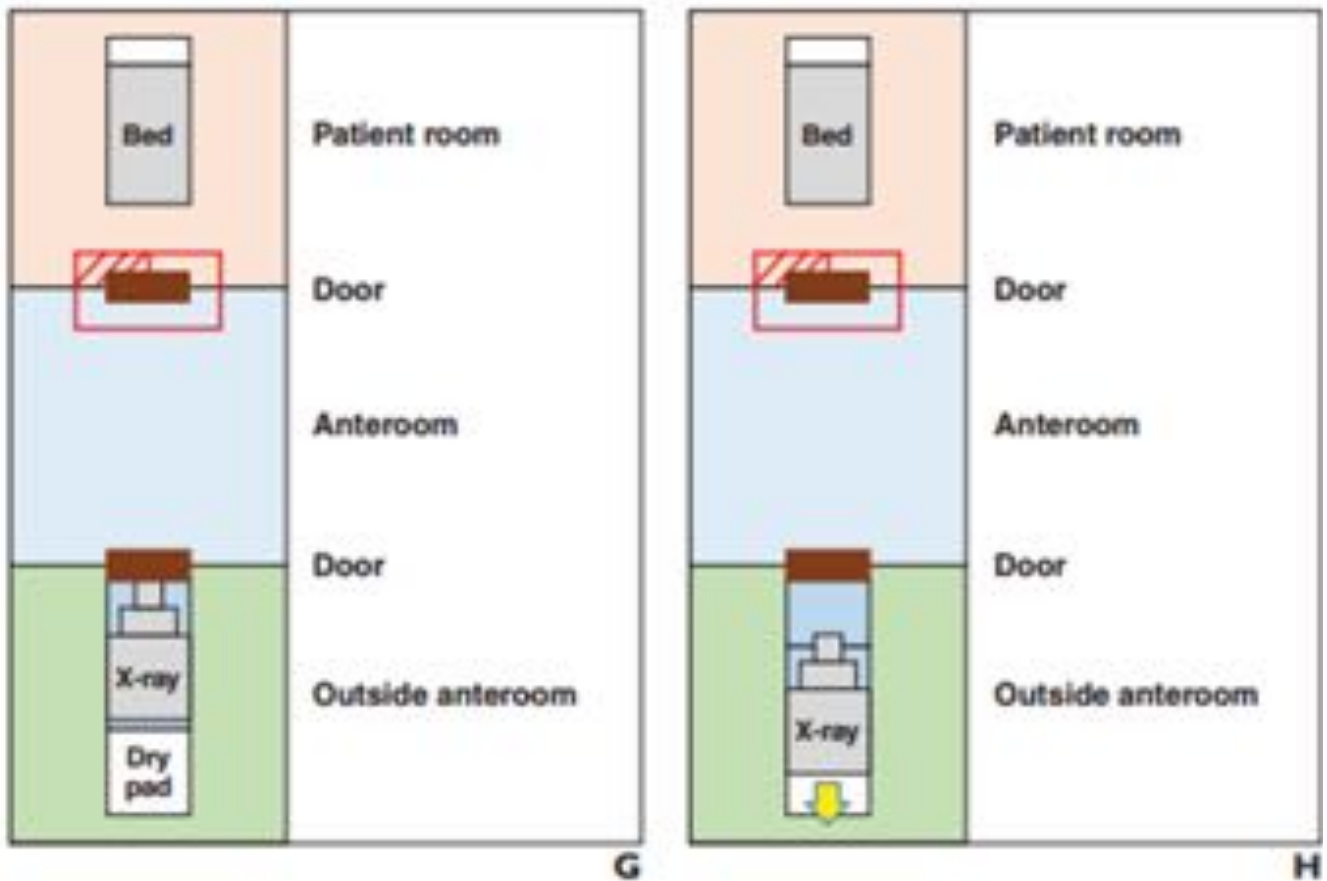 Bed
Patient room
Door
Anteroom
Door
X-ray
Outside anteroom
Dry
pad
G
Bed
Patient room
Door
Anteroom
Door
X-ray
Outside anteroom
H